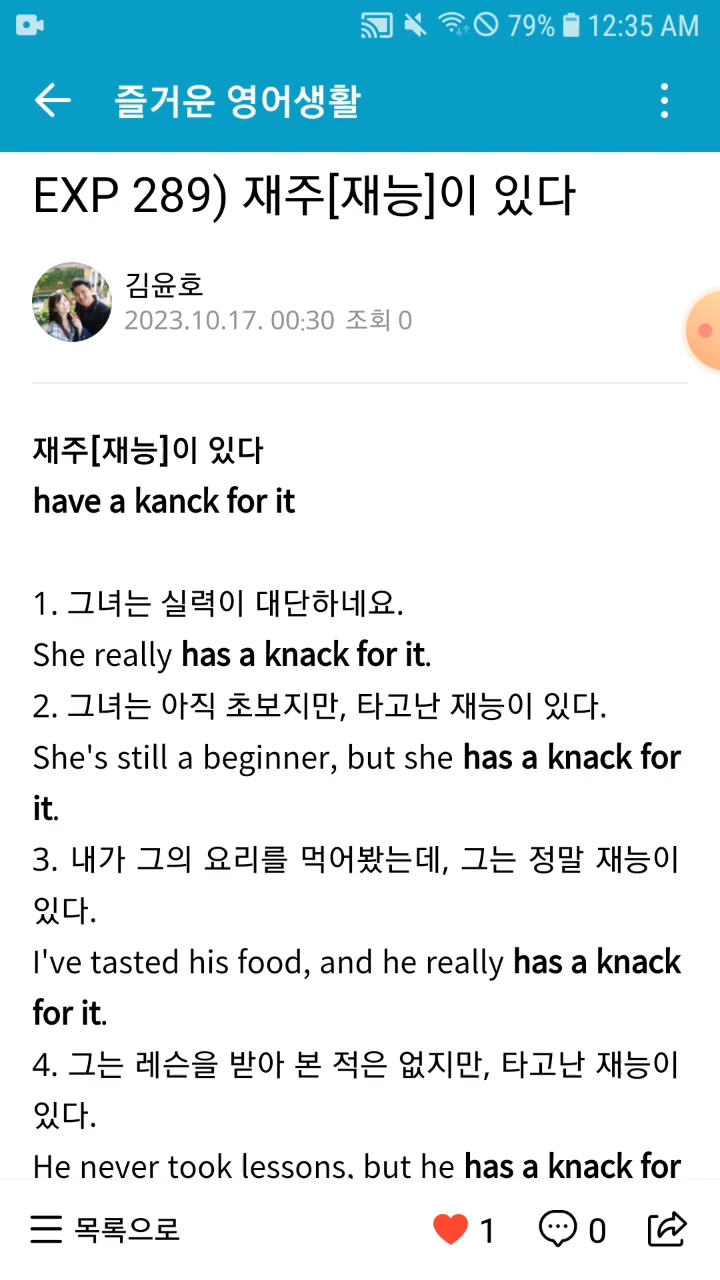 79% 12:35 AM
즐거운 영어생활
EXP 289) 재주[재능]이 있다
김윤호
2023.10.17. 00:30 조회 0
재주[재능]이 있다
have a kanck for it
1. 그녀는 실력이 대단하네요.
She really has a knack for it.
2. 그녀는 아직 초보지만, 타고난 재능이 있다.
She's still a beginner, but she has a knack for
it.
3. 내가 그의 요리를 먹어봤는데, 그는 정말 재능이
있다.
I've tasted his food, and he really has a knack
for it.
4. 그는 레슨을 받아 본 적은 없지만, 타고난 재능이
있다.
He never took lessons, but he has a knack for
목록으로 1 0